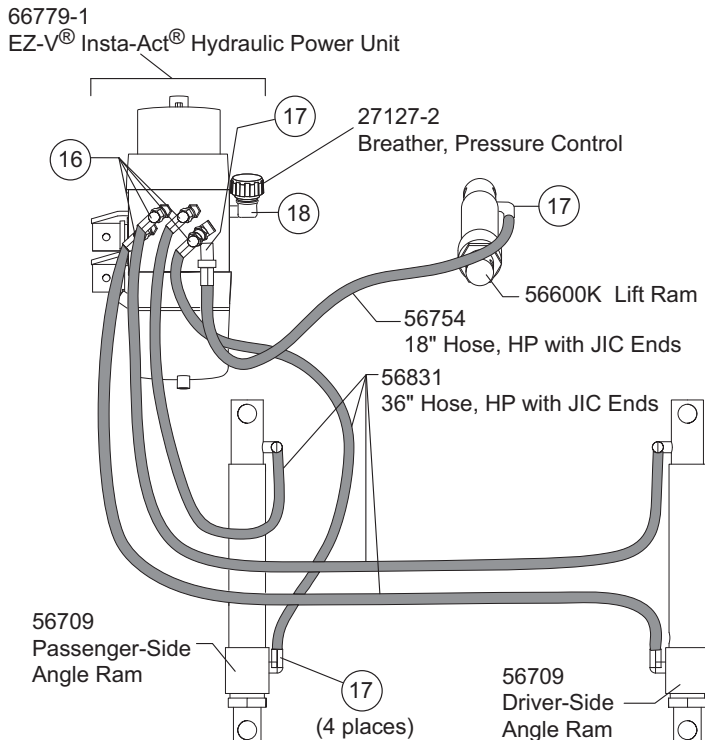 66779-1
EZ-V® Insta-Act® Hydraulic Power Unit
17
27127-2
Breather, Pressure Control
16
18
17
56600K Lift Ram
56754
18" Hose, HP with JIC Ends
56831
36" Hose, HP with JIC Ends
56709
Passenger-Side
Angle Ram
17
(4 places)
56709
Driver-Side
Angle Ram